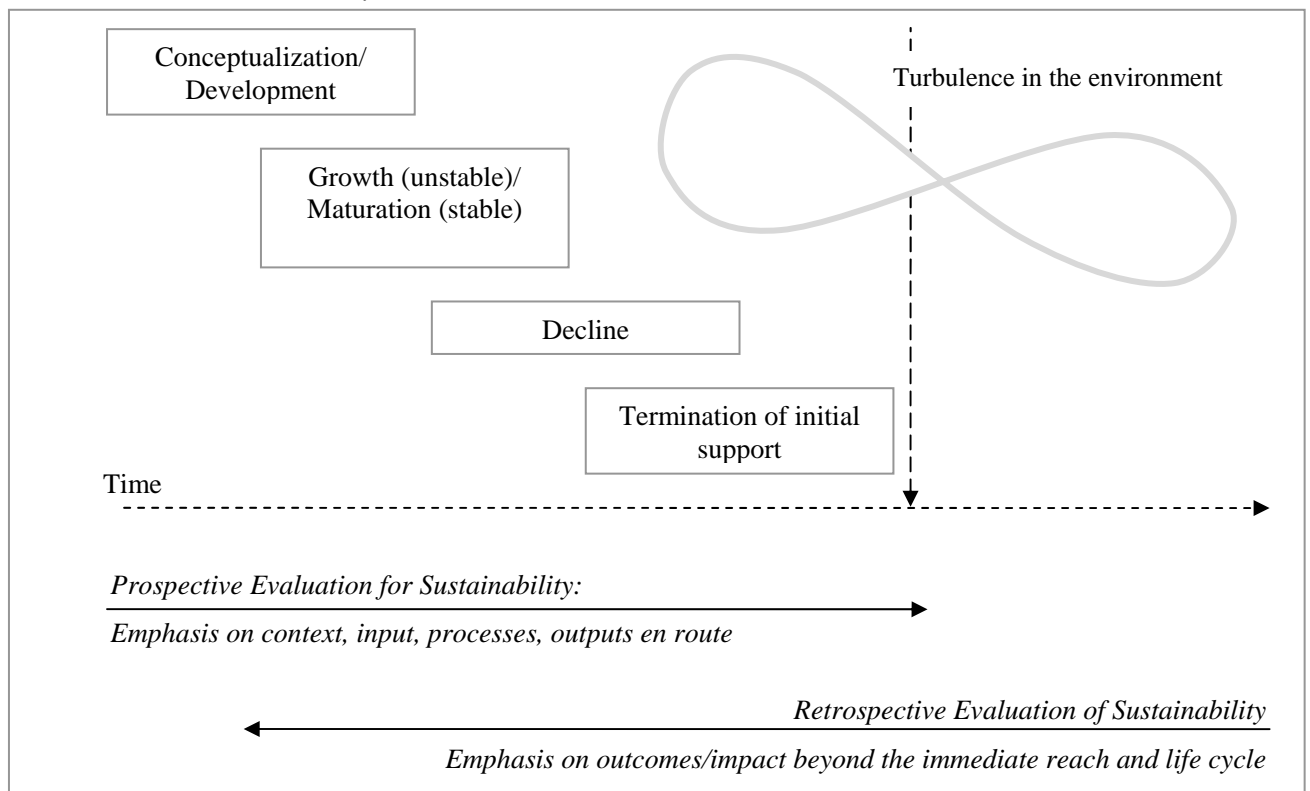 Conceptualization/
Development
Turbulence in the environment
Growth (unstable)/
Maturation (stable)
Decline
Termination of initial
support
Time
Prospective Evaluation for Sustainability:
Emphasis on context, input, processes, outputs en route
Retrospective Evaluation of Sustainability
Emphasis on outcomes/impact beyond the immediate reach and life cycle